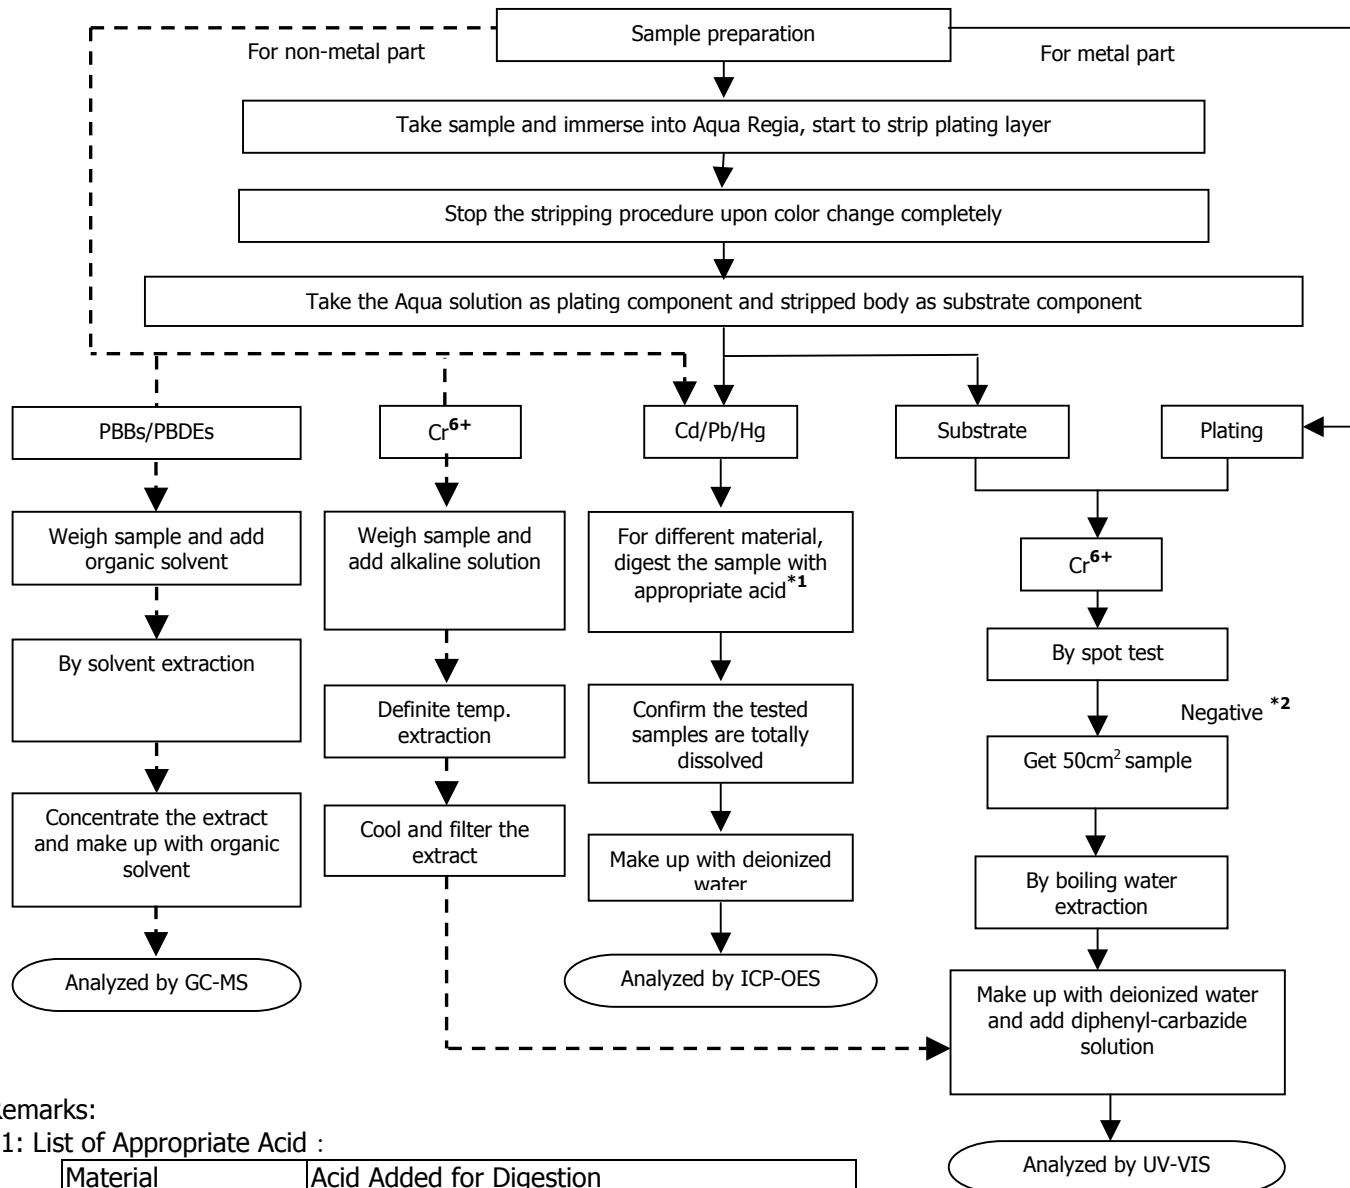 Sample preparation
For non-metal part
For metal part
Take sample and immerse into Aqua Regia, start to strip plating layer
Stop the stripping procedure upon color change completely
Take the Aqua solution as plating component and stripped body as substrate component
PBBs/PBDEs
Cr6+
Cd/Pb/Hg
Substrate
Plating
Weigh sample and add
organic solvent
Weigh sample and
add alkaline solution
For different material,
digest the sample with
appropriate acid*1
Cr6+
By solvent extraction
Definite temp.
extraction
Confirm the tested
samples are totally
dissolved
By spot test
Negative *2
Get 50cm2 sample
Concentrate the extract
and make up with organic
solvent
Cool and filter the
extract
Make up with deionized
water
By boiling water
extraction
Analyzed by GC-MS
Analyzed by ICP-OES
Make up with deionized water
and add diphenyl-carbazide
solution
Analyzed by UV-VIS
emarks:
1: List of Appropriate Acid :
Material
Acid Added for Digestion